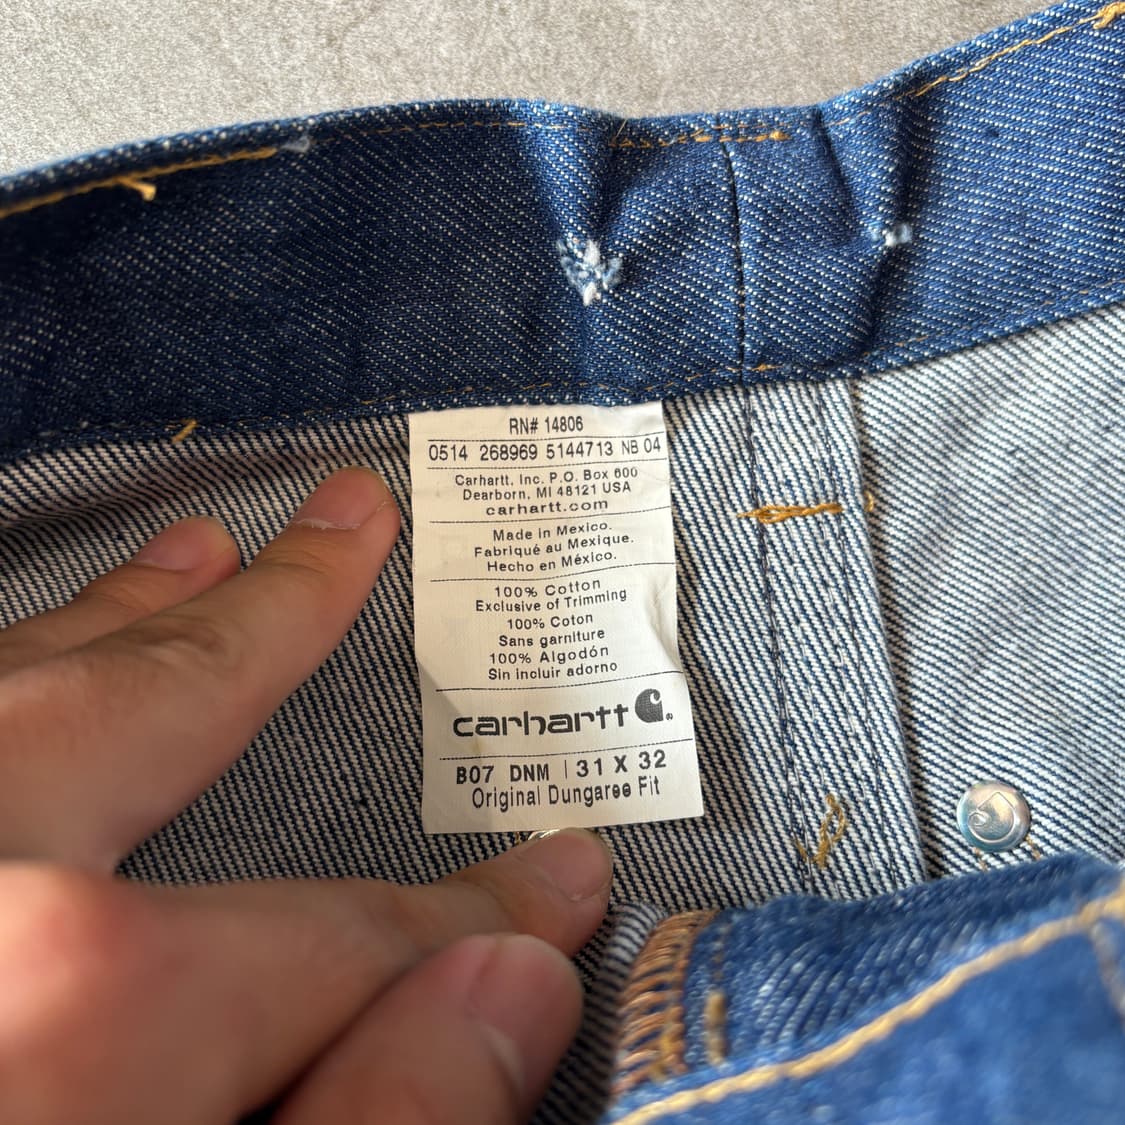 RN# 14806
0514 268969 5144713 NB 04
Carhartt, Inc. P.O. Box 600
Dearborn, MI 48121 USA
carhartt.com
Made in Mexico.
Fabriqué au Mexique.
Hecho en México.
100% Cotton
Exclusive of Trimming
100% Coton
Sans garniture
100% Algodón
Sin incluir adorno
carhartt®
B07 DNM | 31 X 32
Original Dungaree Fit